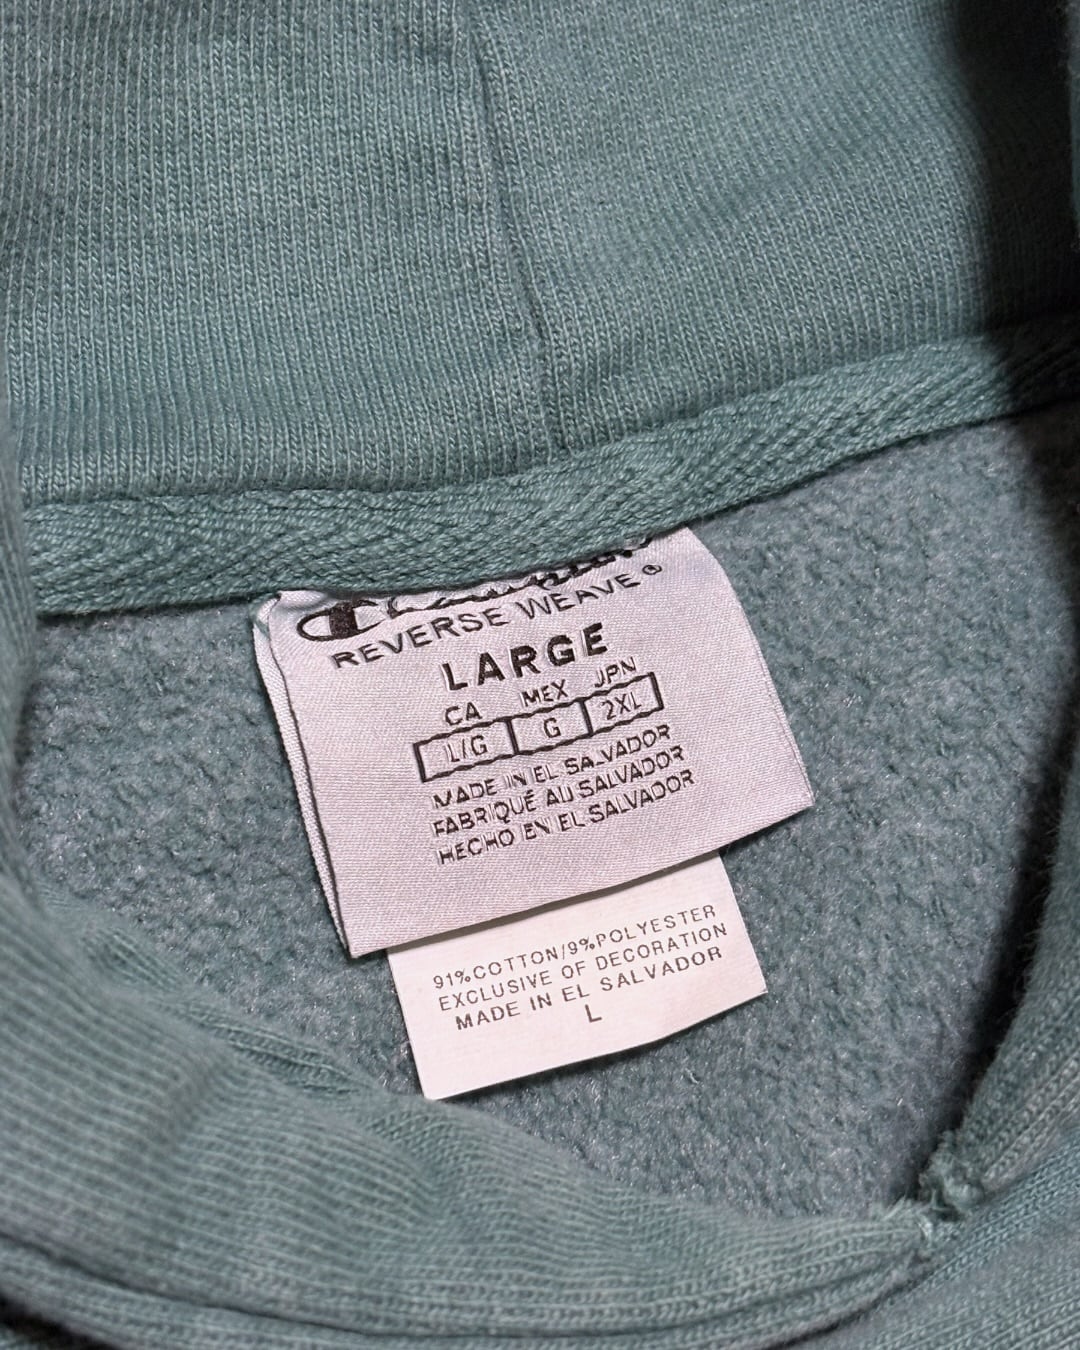 Champion
REVERSE WEAVE®
LARGE
CA MEX JPN
L/G G 2XL
MADE IN EL SALVADOR
FABRIQUÉ AU SALVADOR
HECHO EN EL SALVADOR
91%COTTON/9%POLYESTER
EXCLUSIVE OF DECORATION
MADE IN EL SALVADOR
L